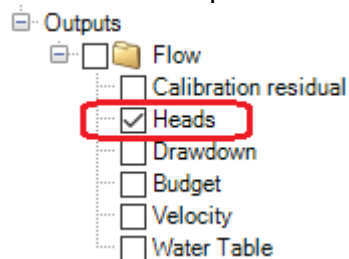 Outputs
Flow
Calibration residual
Heads
Drawdown
Budget
Velocity
Water Table